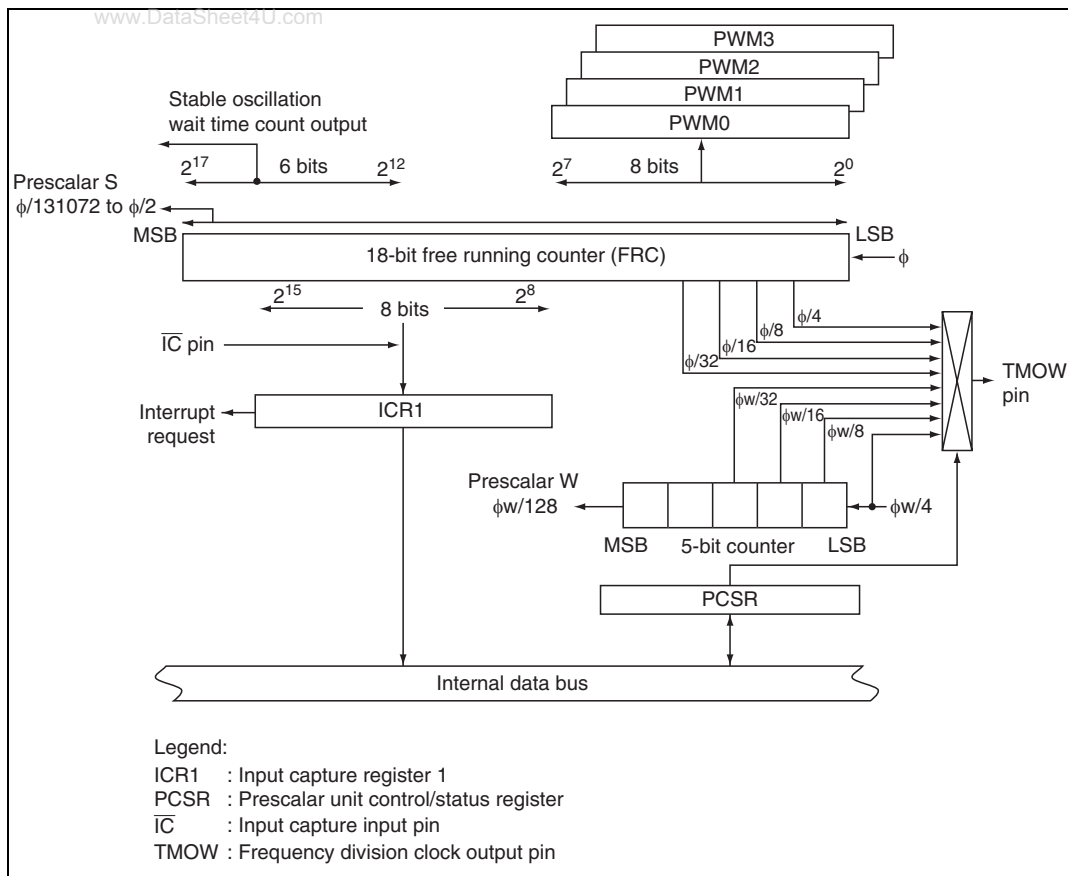 www.DataSheet4U.com
PWM3
PWM2
PWM1
PWM0
Stable oscillation
wait time count output
2^17 6 bits 2^12
2^7 8 bits 2^0
Prescalar S
ϕ/131072 to ϕ/2
MSB
LSB
18-bit free running counter (FRC)
ϕ
2^15 8 bits 2^8
ϕ/4
ϕ/8
ϕ/16
ϕ/32
I̅C̅ pin
TMOW
pin
ICR1
Interrupt
request
ϕw/32
ϕw/16
ϕw/8
Prescalar W
ϕw/128
ϕw/4
MSB 5-bit counter LSB
PCSR
Internal data bus
Legend:
ICR1 : Input capture register 1
PCSR : Prescalar unit control/status register
I̅C̅ : Input capture input pin
TMOW : Frequency division clock output pin